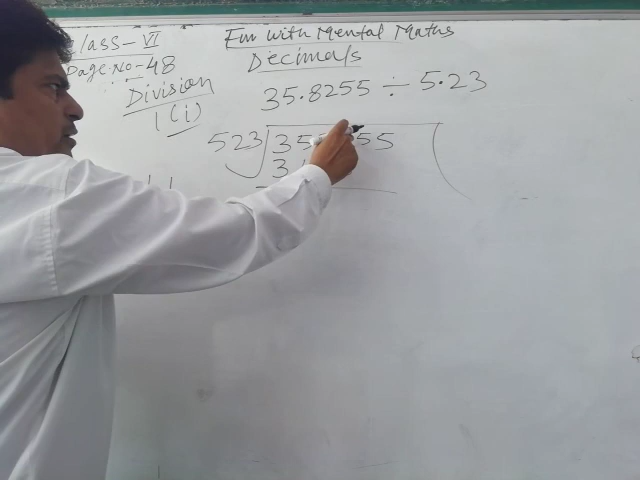 Class-VI
Page.No-48
Fun with Mental Maths
Decimals
Division
1(i)
35.8255 ÷ 5.23
523